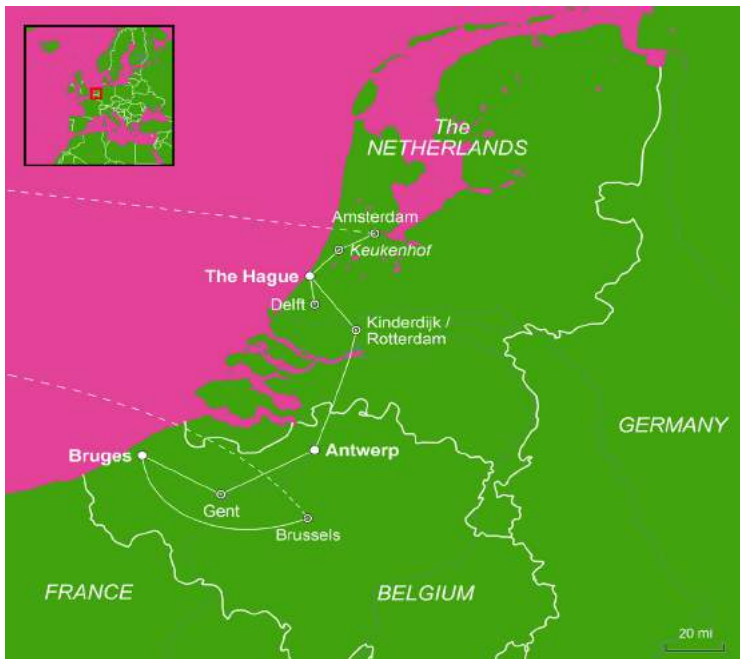 The
NETHERLANDS
Amsterdam
Keukenhof
The Hague
Delft
Kinderdijk /
Rotterdam
GERMANY
Bruges
Antwerp
Gent
Brussels
FRANCE
BELGIUM
20 mi